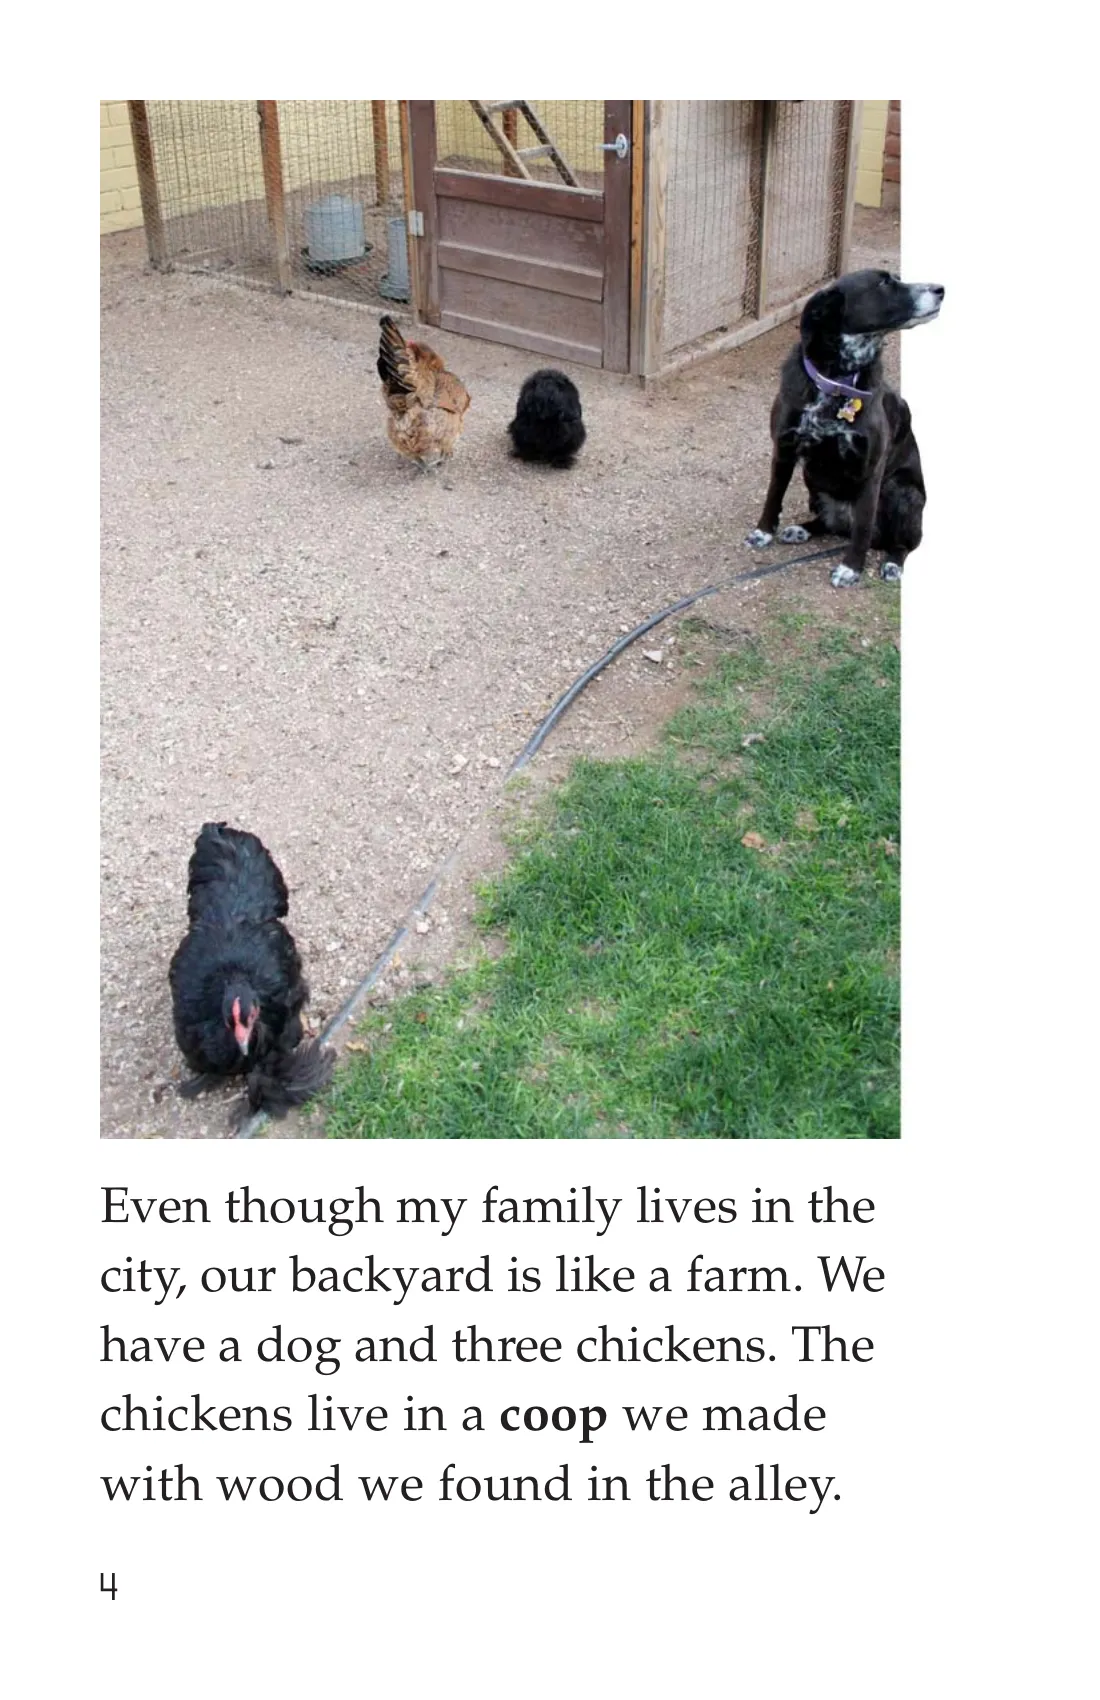 Even though my family lives in the
city, our backyard is like a farm. We
have a dog and three chickens. The
chickens live in a coop we made
with wood we found in the alley.
4